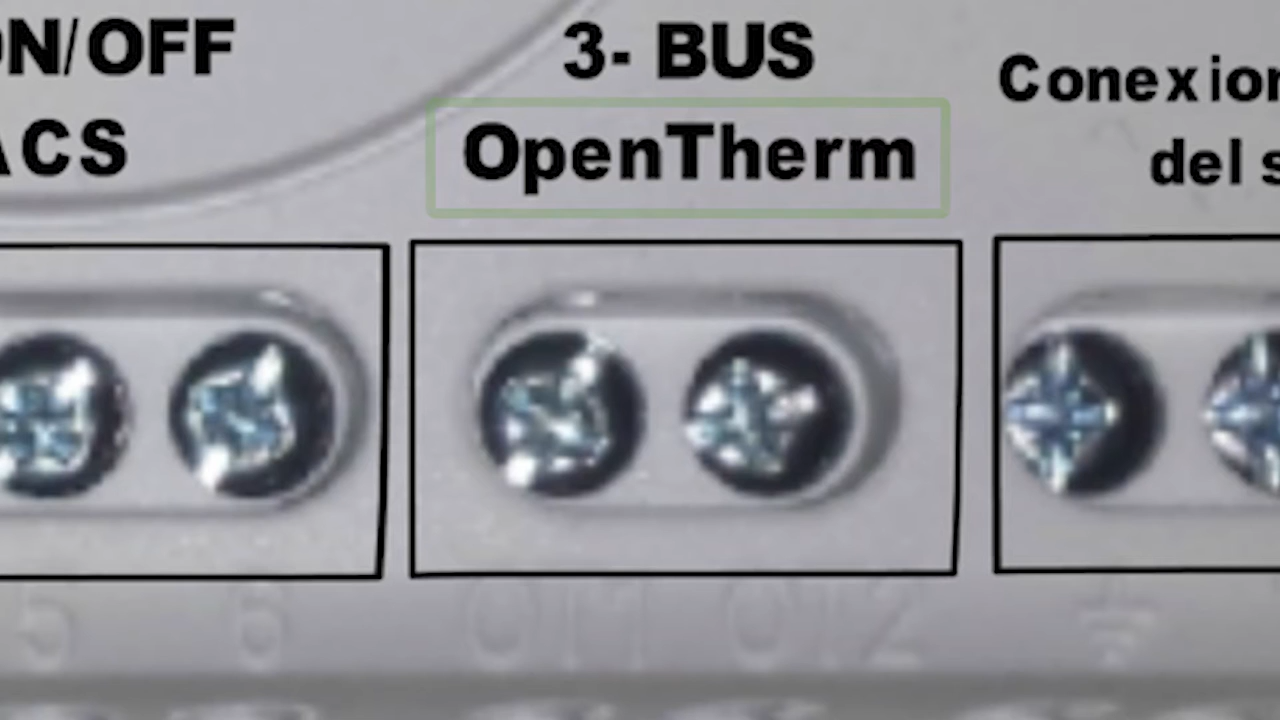 ON/OFF
ACS
3- BUS
OpenTherm
Conexion
del s
5
6
OT1
OT2